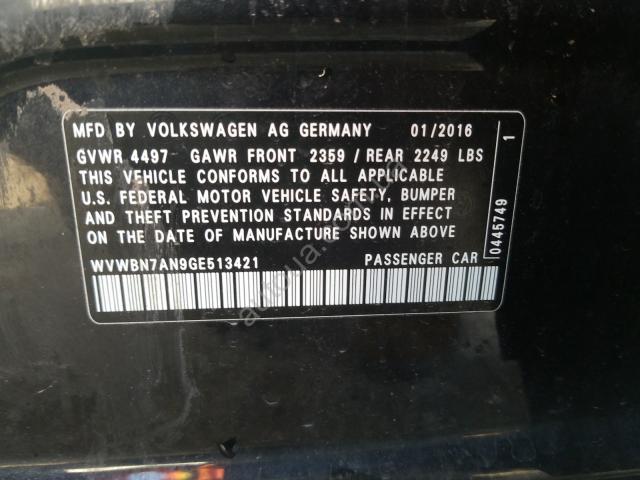 MFD BY VOLKSWAGEN AG GERMANY 01/2016
GVWR 4497 GAWR FRONT 2359 / REAR 2249 LBS
THIS VEHICLE CONFORMS TO ALL APPLICABLE
U.S. FEDERAL MOTOR VEHICLE SAFETY, BUMPER
AND THEFT PREVENTION STANDARDS IN EFFECT
ON THE DATE OF MANUFACTURE SHOWN ABOVE
WVWBN7AN9GE513421 PASSENGER CAR
0445749 1